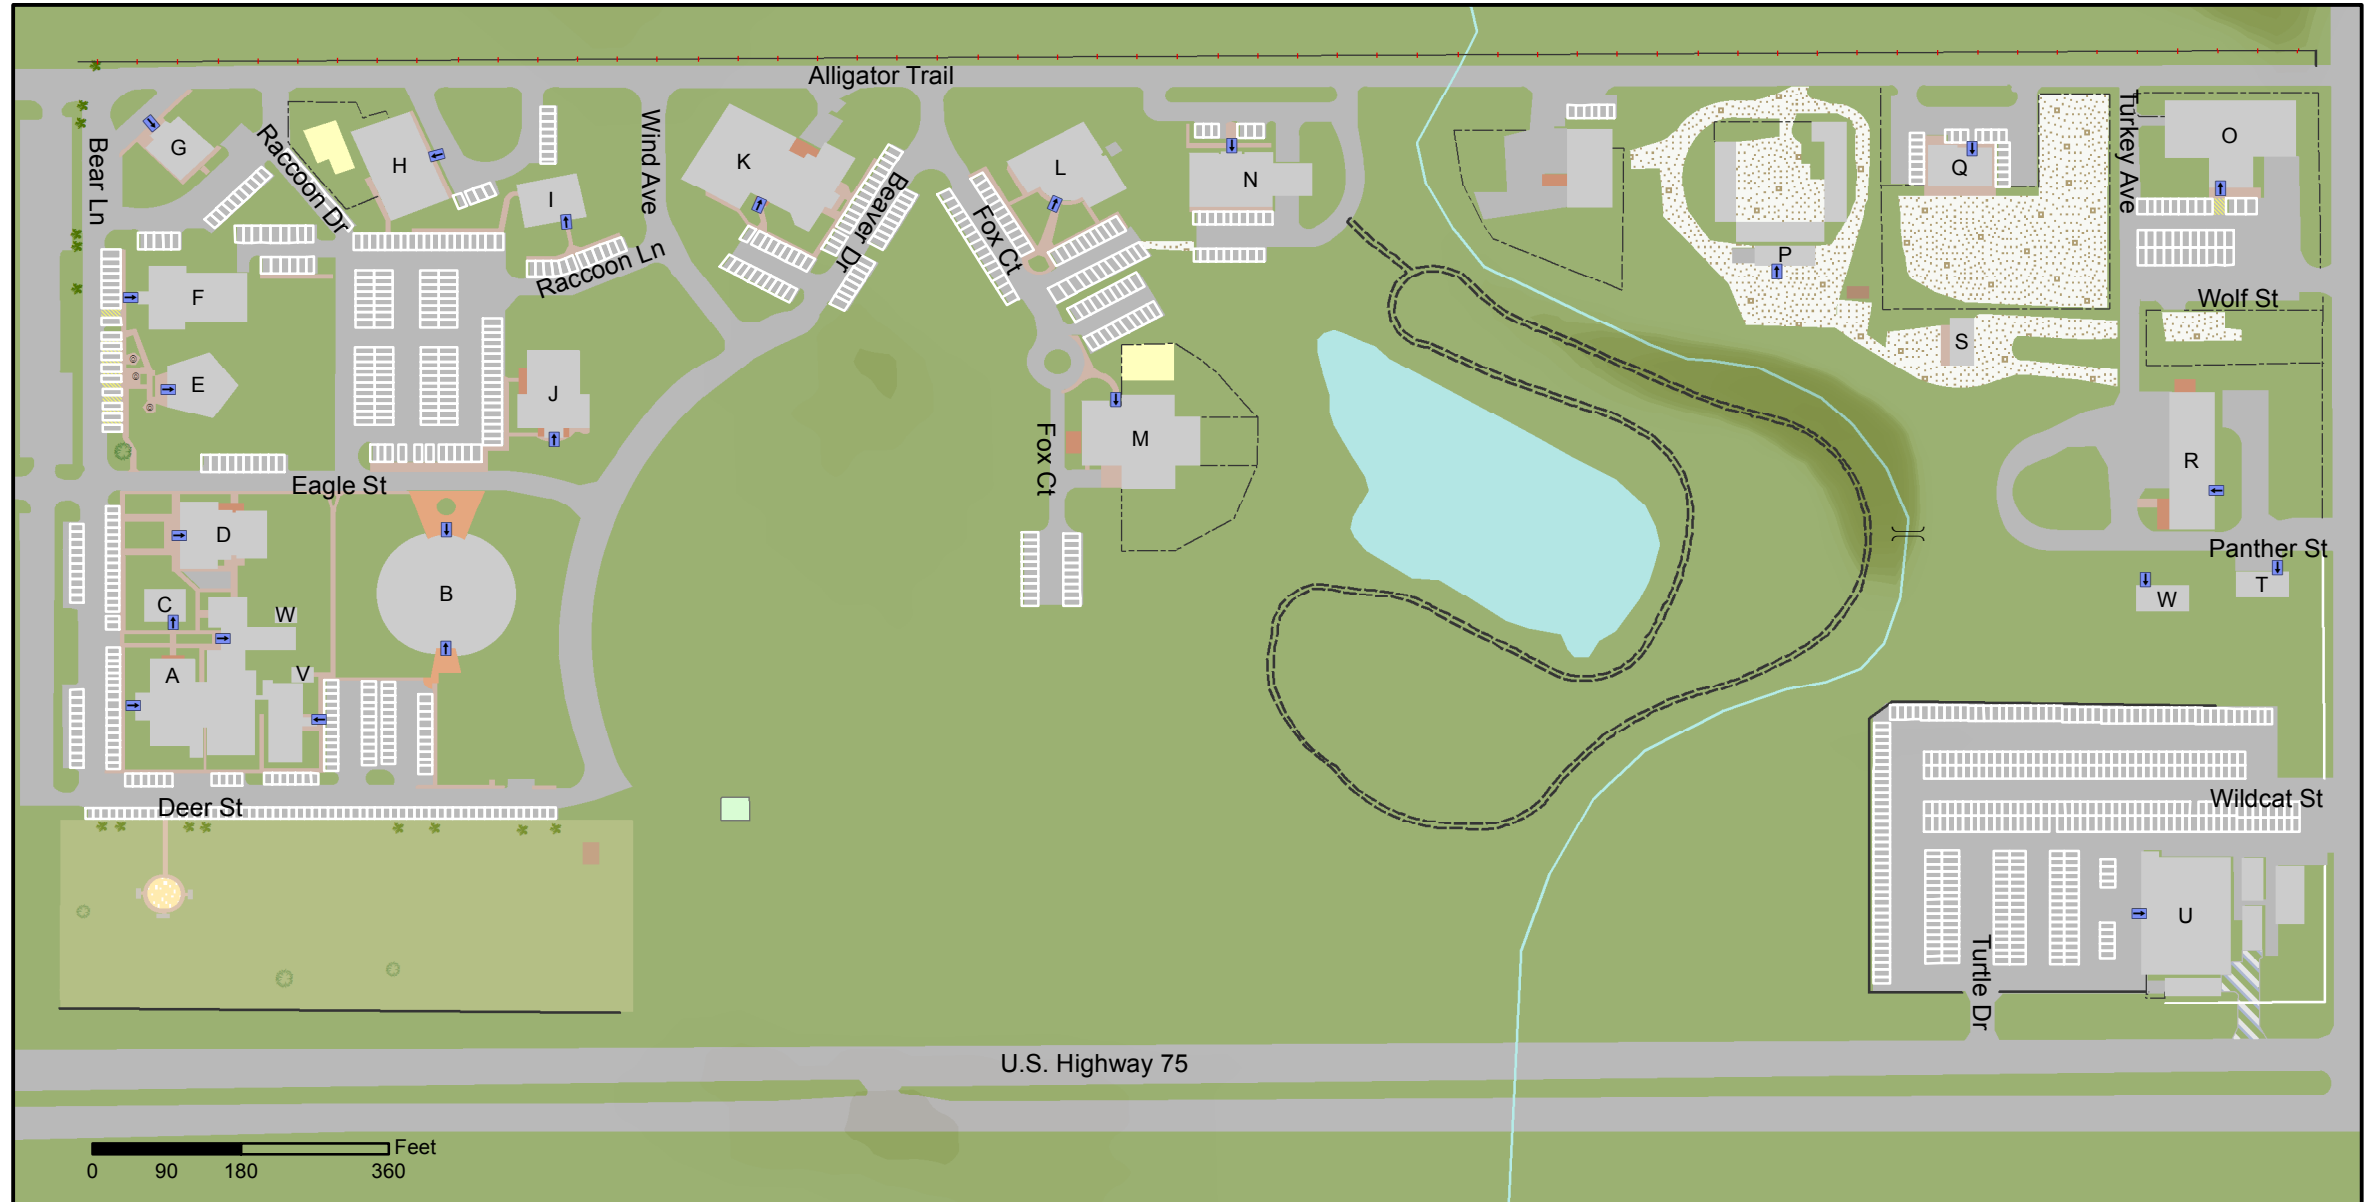 Alligator Trail
Bear Ln
G
Raccoon Dr
H
I
Wind Ave
K
Beaver Dr
L
Fox Ct
N
P
Q
Turkey Ave
O
F
Raccoon Ln
Wolf St
S
E
J
M
Fox Ct
R
Eagle St
D
B
Panther St
T
W
C
W
A
V
Deer St
Wildcat St
U
Turtle Dr
U.S. Highway 75
Feet
0 90 180 360